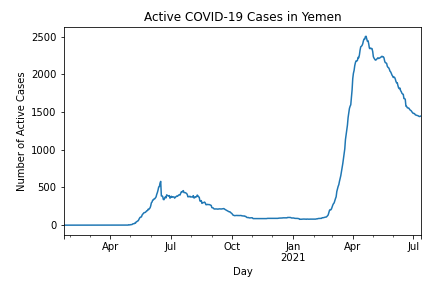 Active COVID-19 Cases in Yemen
2500
2000
1500
1000
500
0
Number of Active Cases
Apr Jul Oct Jan Apr Jul
2021
Day